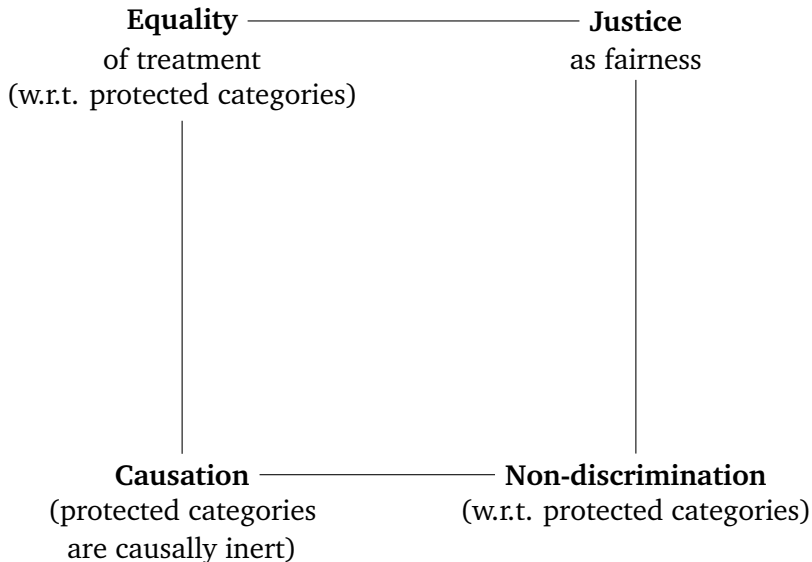 Equality
of treatment
(w.r.t. protected categories)
Justice
as fairness
Causation
(protected categories
are causally inert)
Non-discrimination
(w.r.t. protected categories)